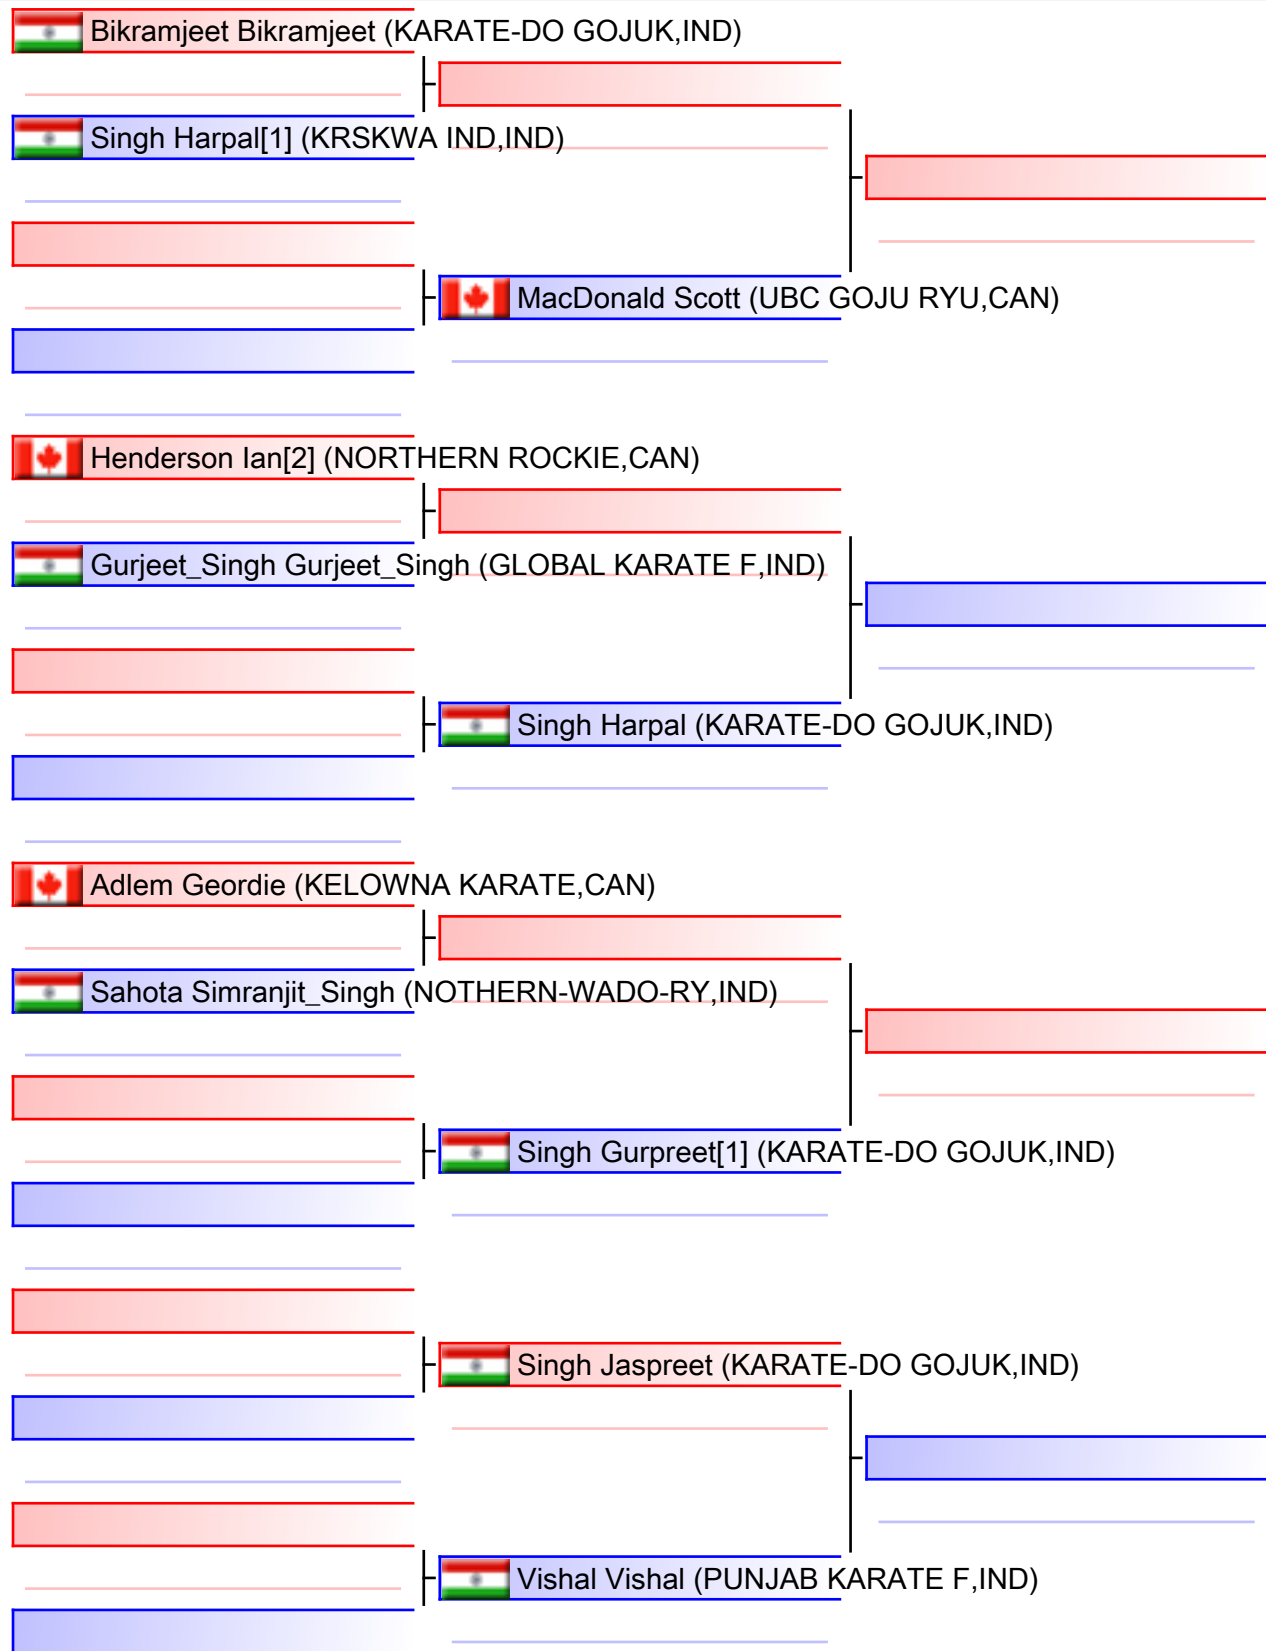 Bikramjeet Bikramjeet (KARATE-DO GOJUK,IND)
Singh Harpal[1] (KRSKWA IND,IND)
MacDonald Scott (UBC GOJU RYU,CAN)
Henderson Ian[2] (NORTHERN ROCKIE,CAN)
Gurjeet_Singh Gurjeet_Singh (GLOBAL KARATE F,IND)
Singh Harpal (KARATE-DO GOJUK,IND)
Adlem Geordie (KELOWNA KARATE,CAN)
Sahota Simranjit_Singh (NOTHERN-WADO-RY,IND)
Singh Gurpreet[1] (KARATE-DO GOJUK,IND)
Singh Jaspreet (KARATE-DO GOJUK,IND)
Vishal Vishal (PUNJAB KARATE F,IND)